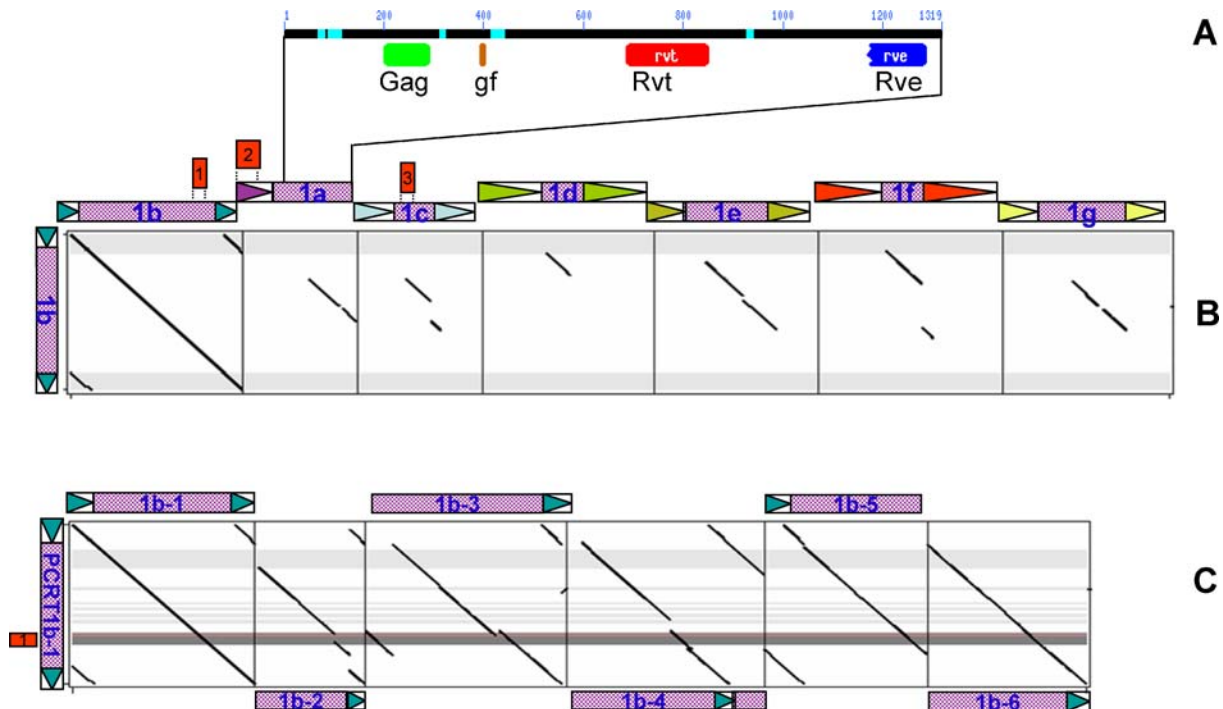 1 200 400 600 800 1000 1200 1319
A
rvt rve
Gag gf Rvt Rve
2
1 3
1a 1d 1f
1b 1c 1e 1g
1b
B
1b-1 1b-3 1b-5
PCRT1b-1
C
1
1b-2 1b-4 1b-6